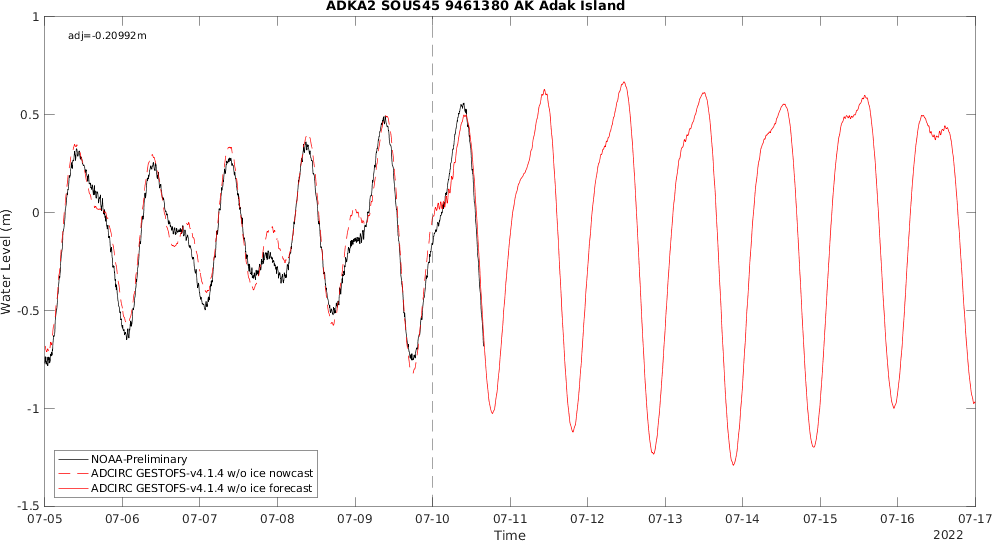 ADKA2 SOUS45 9461380 AK Adak Island
adj=-0.20992m
1
0.5
0
-0.5
-1
-1.5
Water Level (m)
NOAA-Preliminary
ADCIRC GESTOFS-v4.1.4 w/o ice nowcast
ADCIRC GESTOFS-v4.1.4 w/o ice forecast
07-05 07-06 07-07 07-08 07-09 07-10 07-11 07-12 07-13 07-14 07-15 07-16 07-17
Time
2022